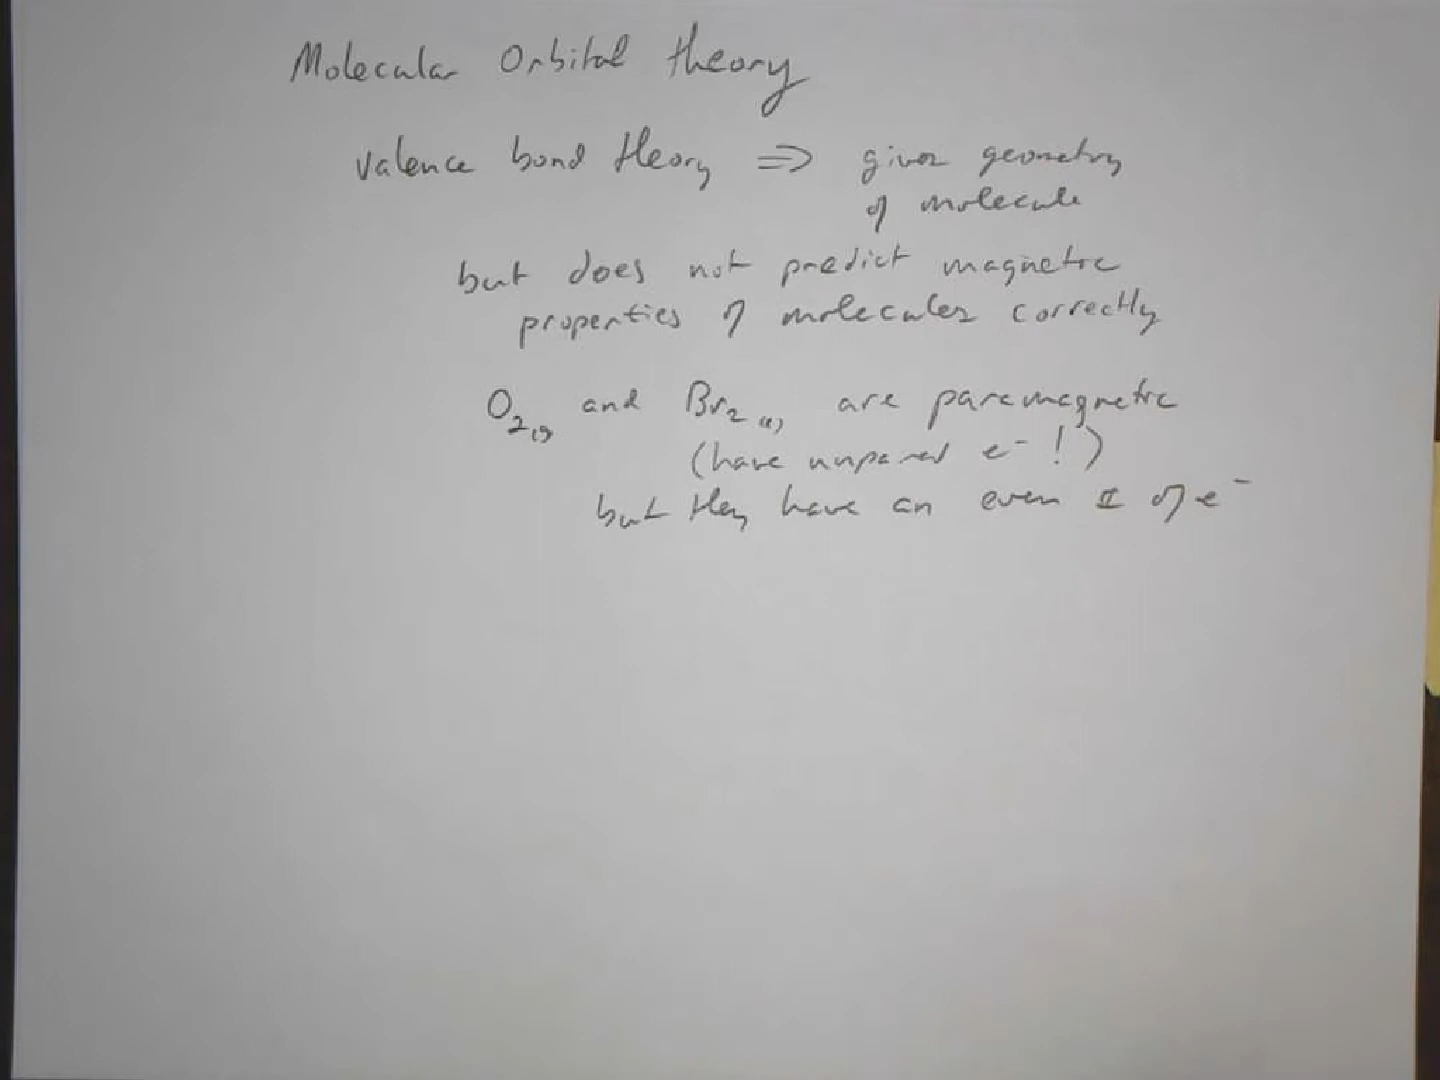 Molecular Orbital theory
valence bond theory ⇒ gives geometry
of molecule
but does not predict magnetic
properties of molecules correctly
O2(g) and Br2(l) are paramagnetic
(have unpaired e- !)
but they have an even # of e-